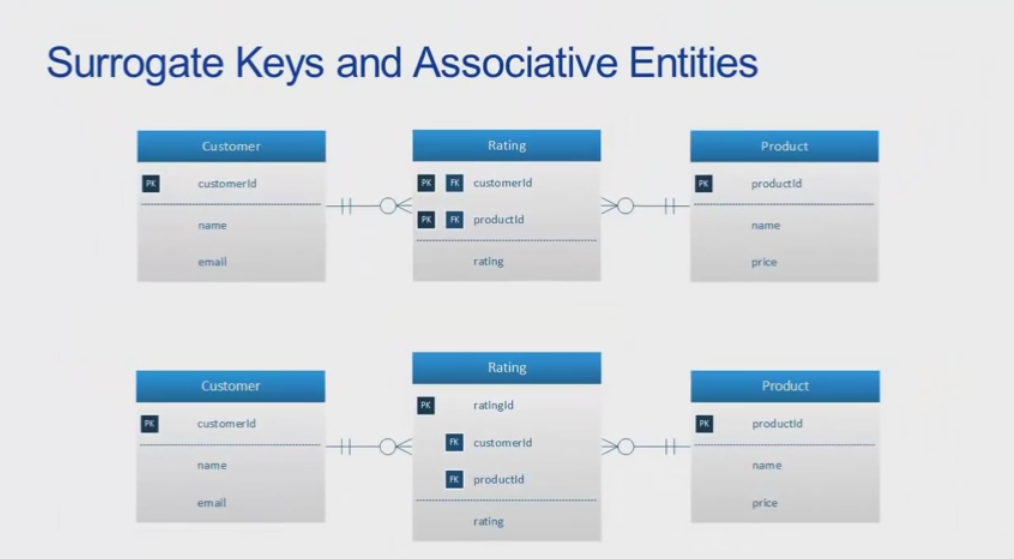 Surrogate Keys and Associative Entities
Customer
PK customerId
name
email
Rating
PK FK customerId
PK FK productId
rating
Product
PK productId
name
price
Customer
PK customerId
name
email
Rating
PK ratingId
FK customerId
FK productId
rating
Product
PK productId
name
price